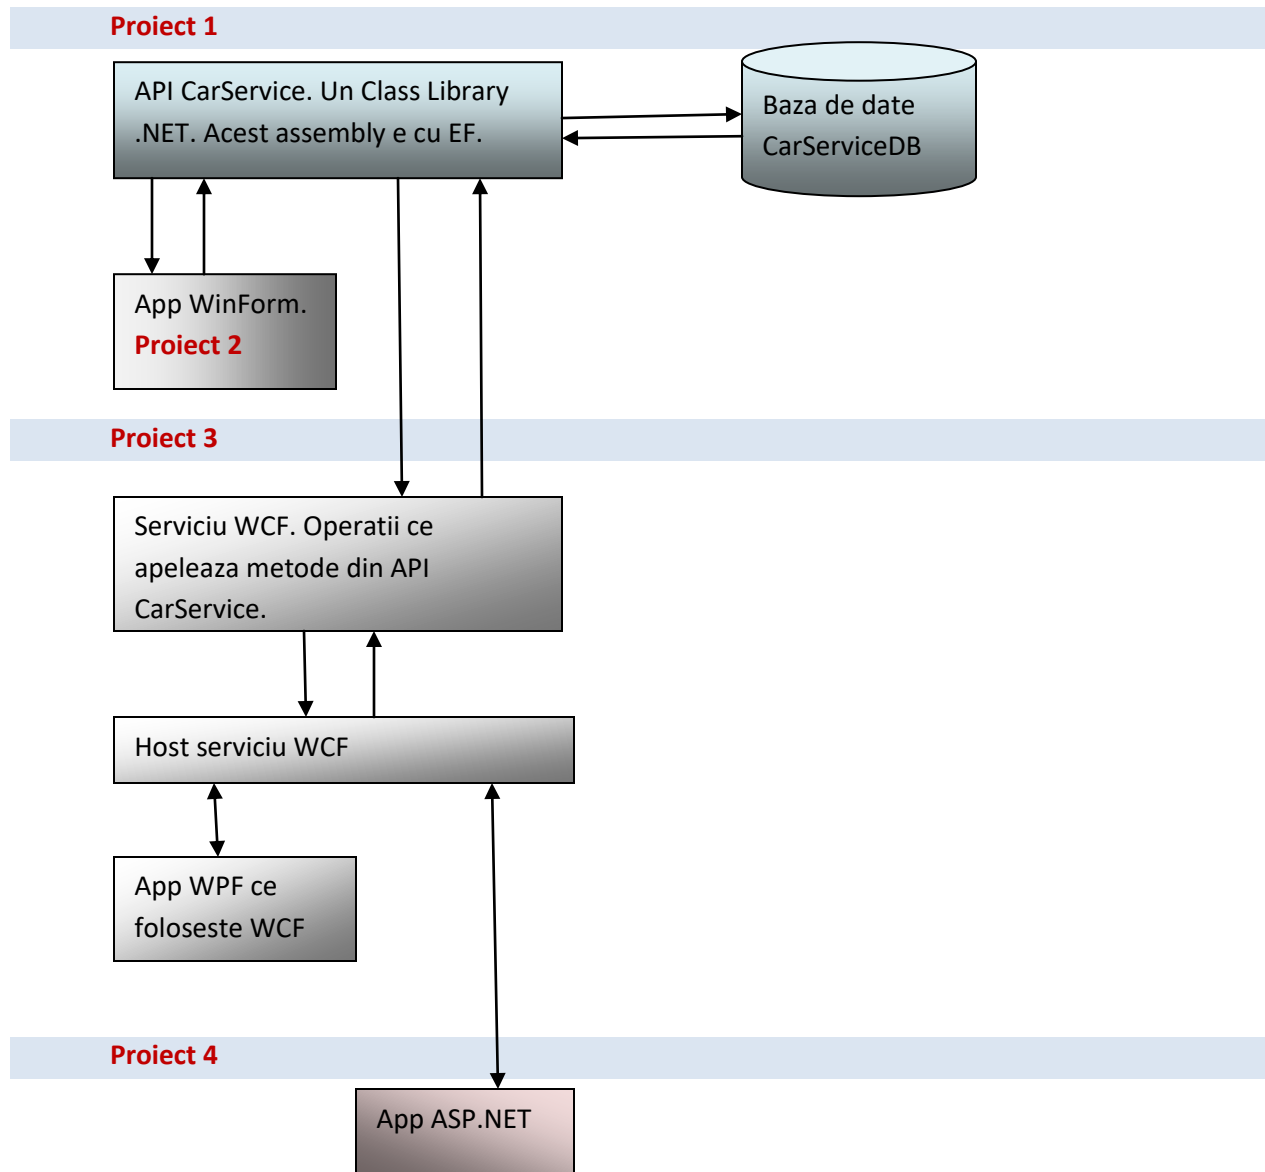 Proiect 1
API CarService. Un Class Library
.NET. Acest assembly e cu EF.
Baza de date
CarServiceDB
App WinForm.
Proiect 2
Proiect 3
Serviciu WCF. Operatii ce
apeleaza metode din API
CarService.
Host serviciu WCF
App WPF ce
foloseste WCF
Proiect 4
App ASP.NET